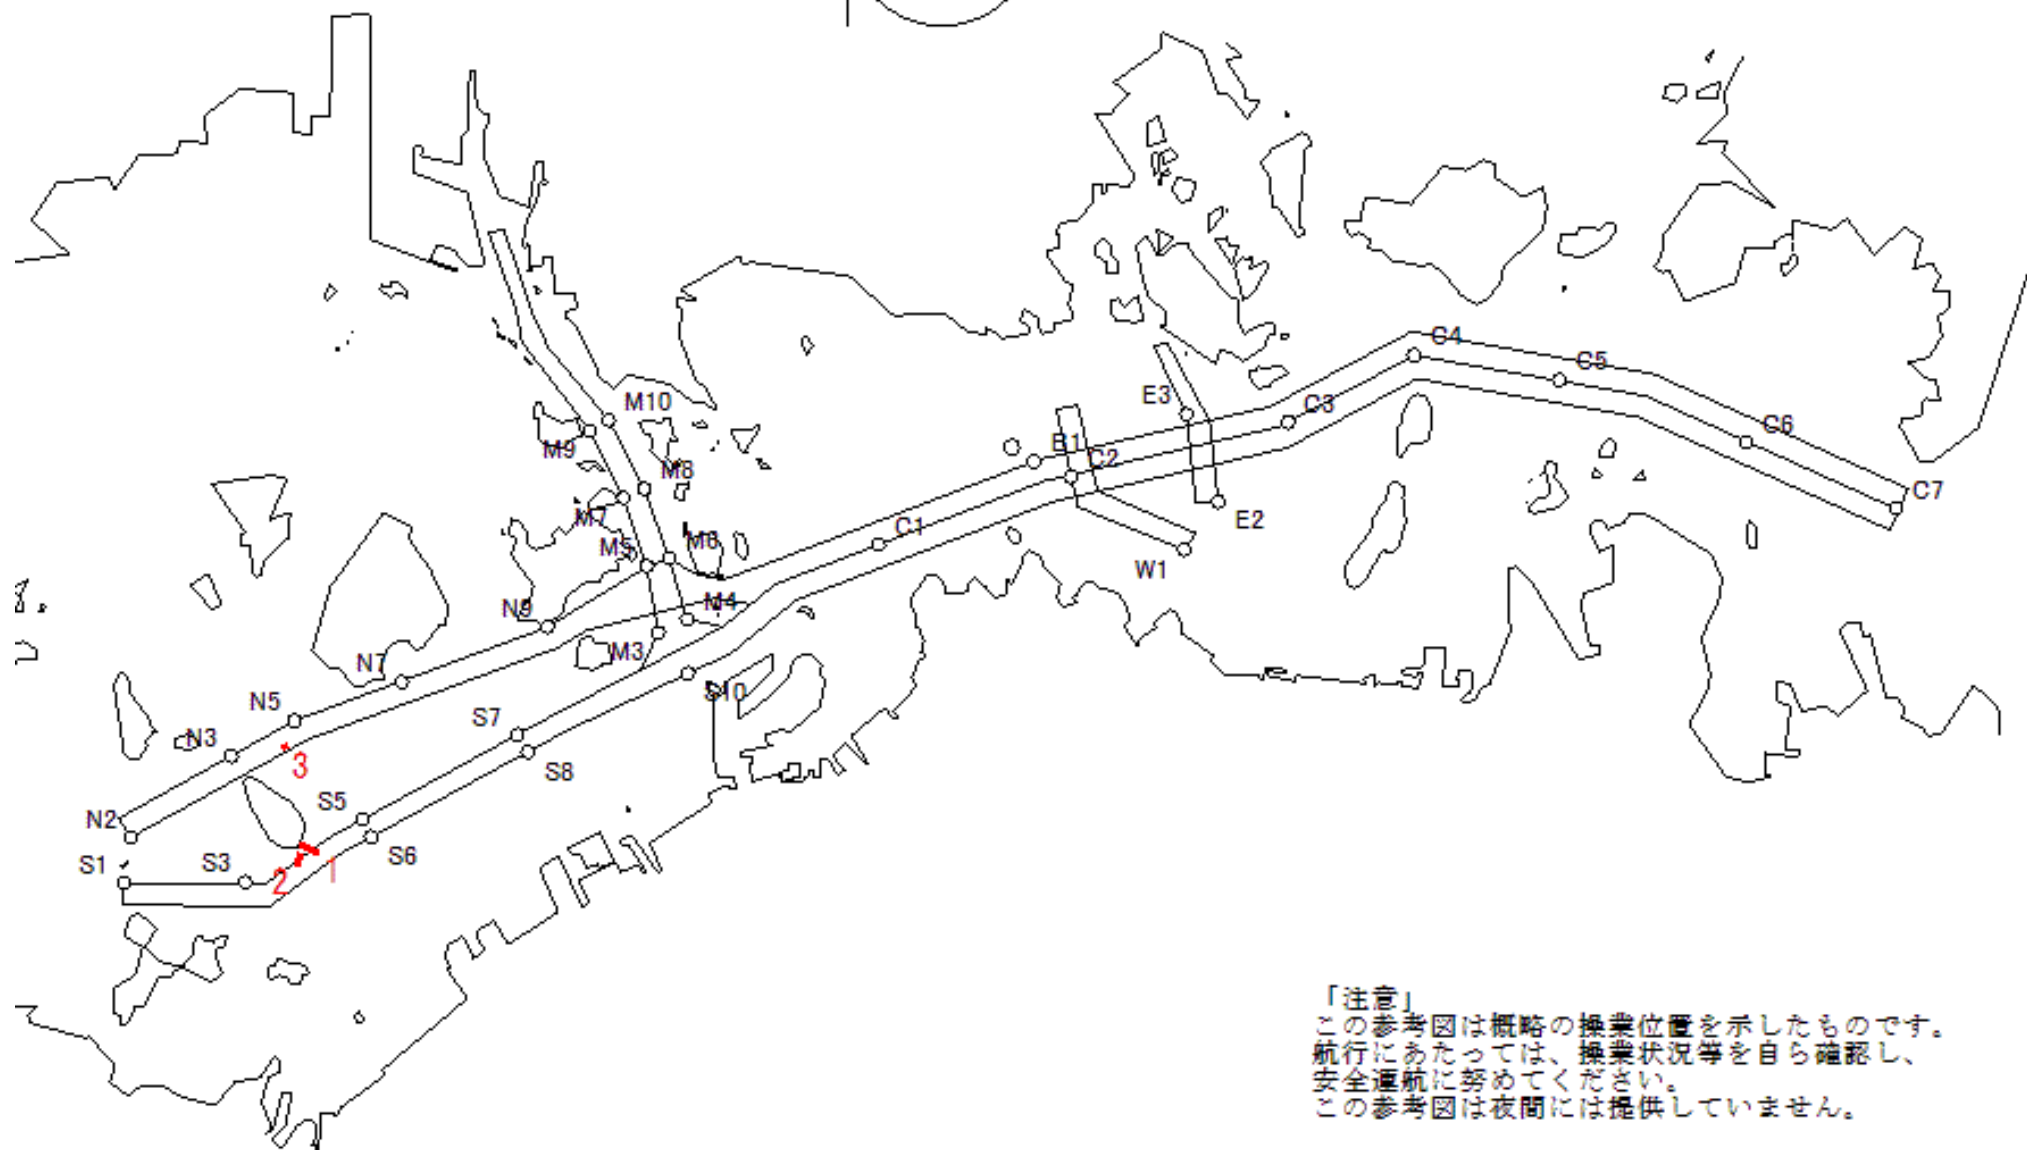 C4
C5
M10
E3
C3
C6
M9
B1
C2
M8
C7
M7
E2
C1
M5
M6
W1
N9
M4
M3
N7
S10
N5
S7
N3
3
S8
S5
N2
S6
S1
S3
2
1
「注意」
この参考図は概略の操業位置を示したものです。
航行にあたっては、操業状況等を自ら確認し、
安全運航に努めてください。
この参考図は夜間には提供していません。